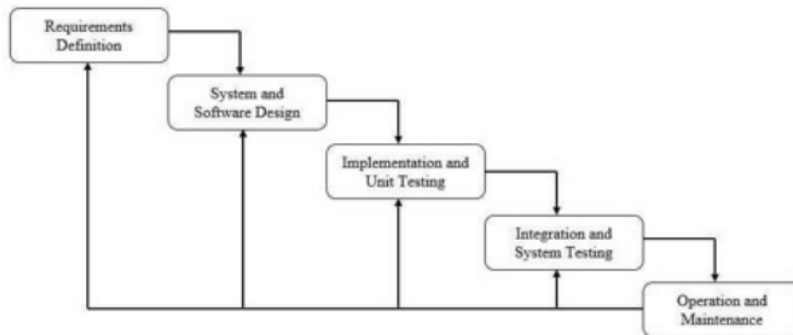 Requirements
Definition
System and
Software Design
Implementation and
Unit Testing
Integration and
System Testing
Operation and
Maintenance